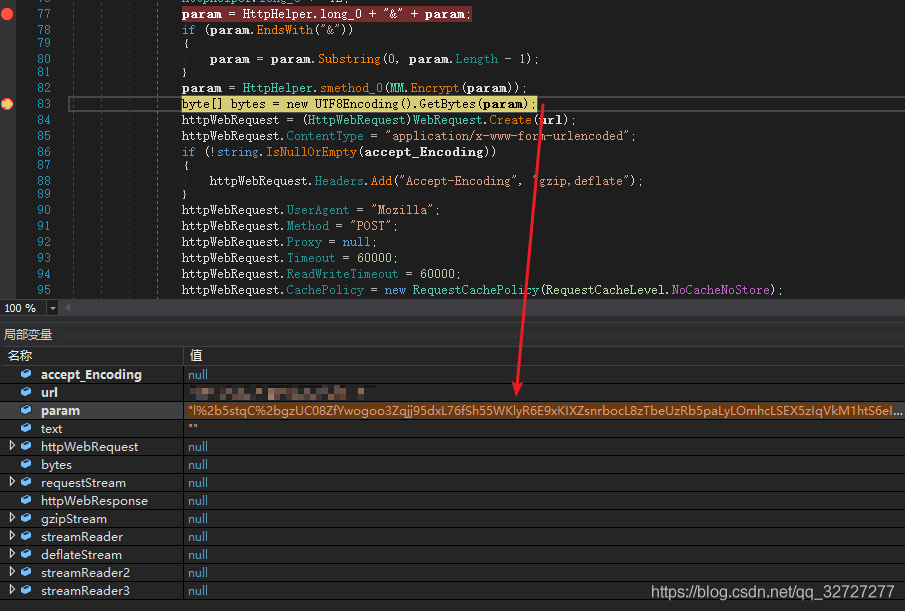 77 param = HttpHelper.long_0 + "&" + param;
78 if (param.EndsWith("&"))
79 {
80 param = param.Substring(0, param.Length - 1);
81 }
82 param = HttpHelper.smethod_0(MM.Encrypt(param));
83 byte[] bytes = new UTF8Encoding().GetBytes(param);
84 httpWebRequest = (HttpWebRequest)WebRequest.Create(url);
85 httpWebRequest.ContentType = "application/x-www-form-urlencoded";
86 if (!string.IsNullOrEmpty(accept_Encoding))
87 {
88 httpWebRequest.Headers.Add("Accept-Encoding", "gzip,deflate");
89 }
90 httpWebRequest.UserAgent = "Mozilla";
91 httpWebRequest.Method = "POST";
92 httpWebRequest.Proxy = null;
93 httpWebRequest.Timeout = 60000;
94 httpWebRequest.ReadWriteTimeout = 60000;
95 httpWebRequest.CachePolicy = new RequestCachePolicy(RequestCacheLevel.NoCacheNoStore);
100 %
局部变量
名称 值
accept_Encoding null
url
param "l%2b5stqC%2bgzUC08ZfYwogoo3Zqjj95dxL76fSh55WKlyR6E9xKIXZsnrbocL8zTbeUzRb5paLyLOmhcLSEX5zIqVkM1htS6eI...
text ""
httpWebRequest null
bytes null
requestStream null
httpWebResponse null
gzipStream null
streamReader null
deflateStream null
streamReader2 null
streamReader3 null
https://blog.csdn.net/qq_32727277